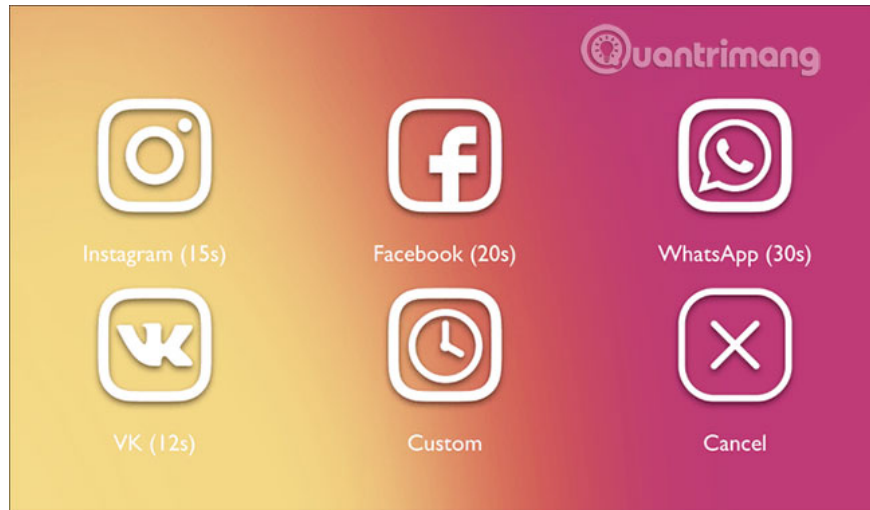 Quantrimang
Instagram (15s)
Facebook (20s)
WhatsApp (30s)
VK (12s)
Custom
Cancel